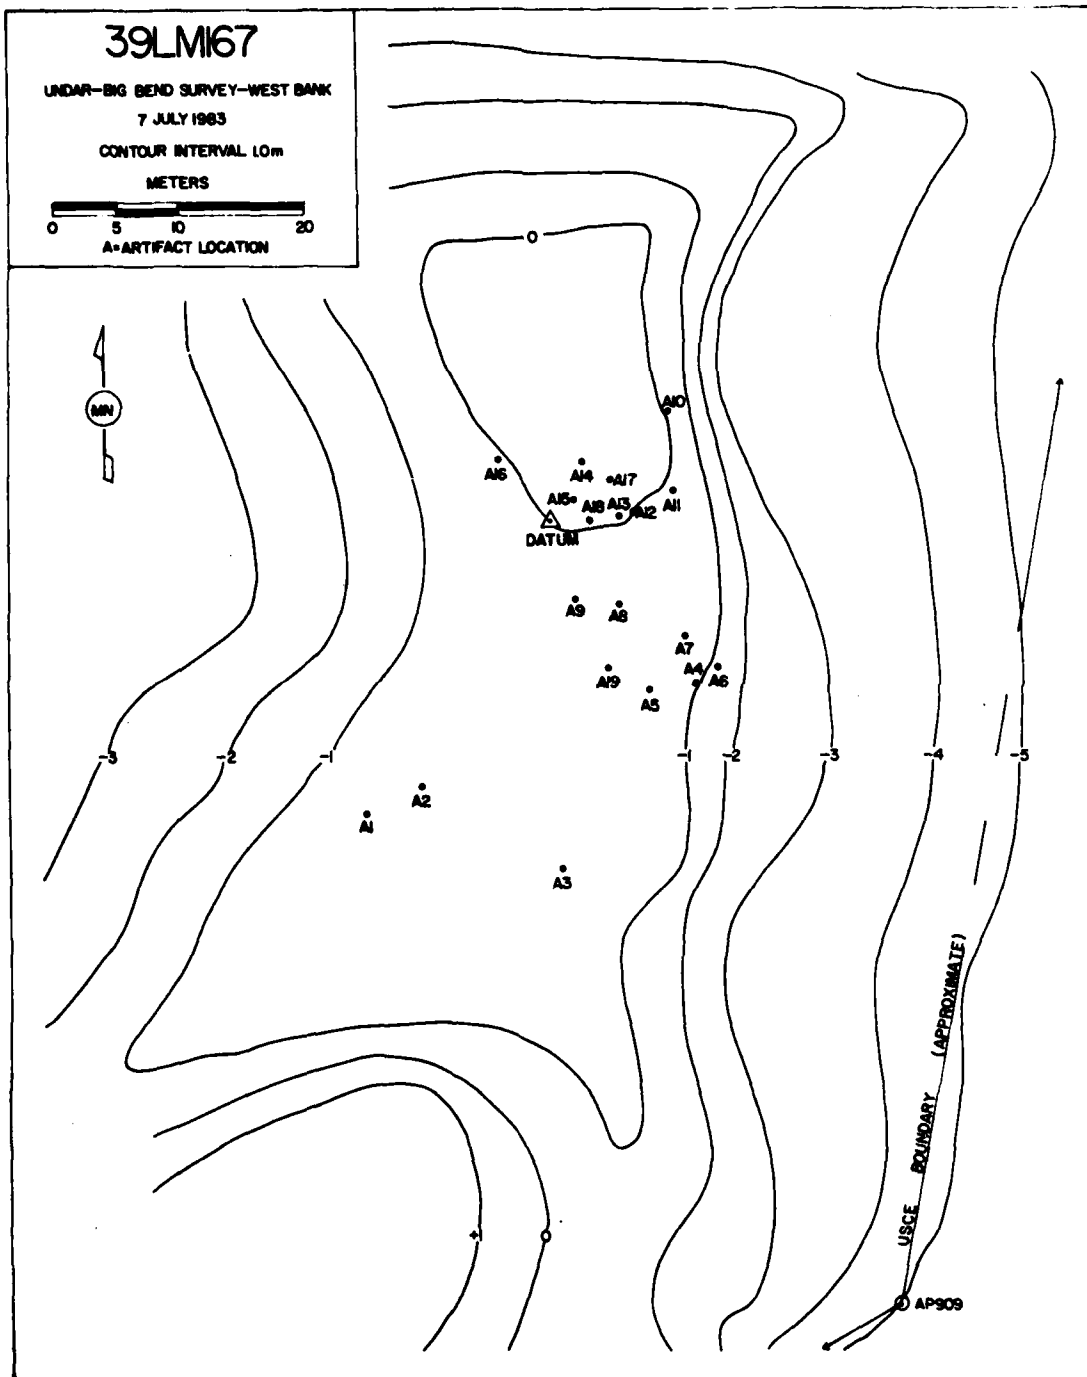 39LM167
UNDAR-BIG BEND SURVEY-WEST BANK
7 JULY 1983
CONTOUR INTERVAL 1.0m
METERS
0 5 10 20
A=ARTIFACT LOCATION
0
MN
A10
A16
A14
A17
A15
A18
A13
A12
A11
DATUM
A9
A8
A7
A4
A6
A19
A5
-3
-2
-1
-1
-2
-3
-4
-5
A2
A1
A3
USCE BOUNDARY (APPROXIMATE)
+1
0
AP909